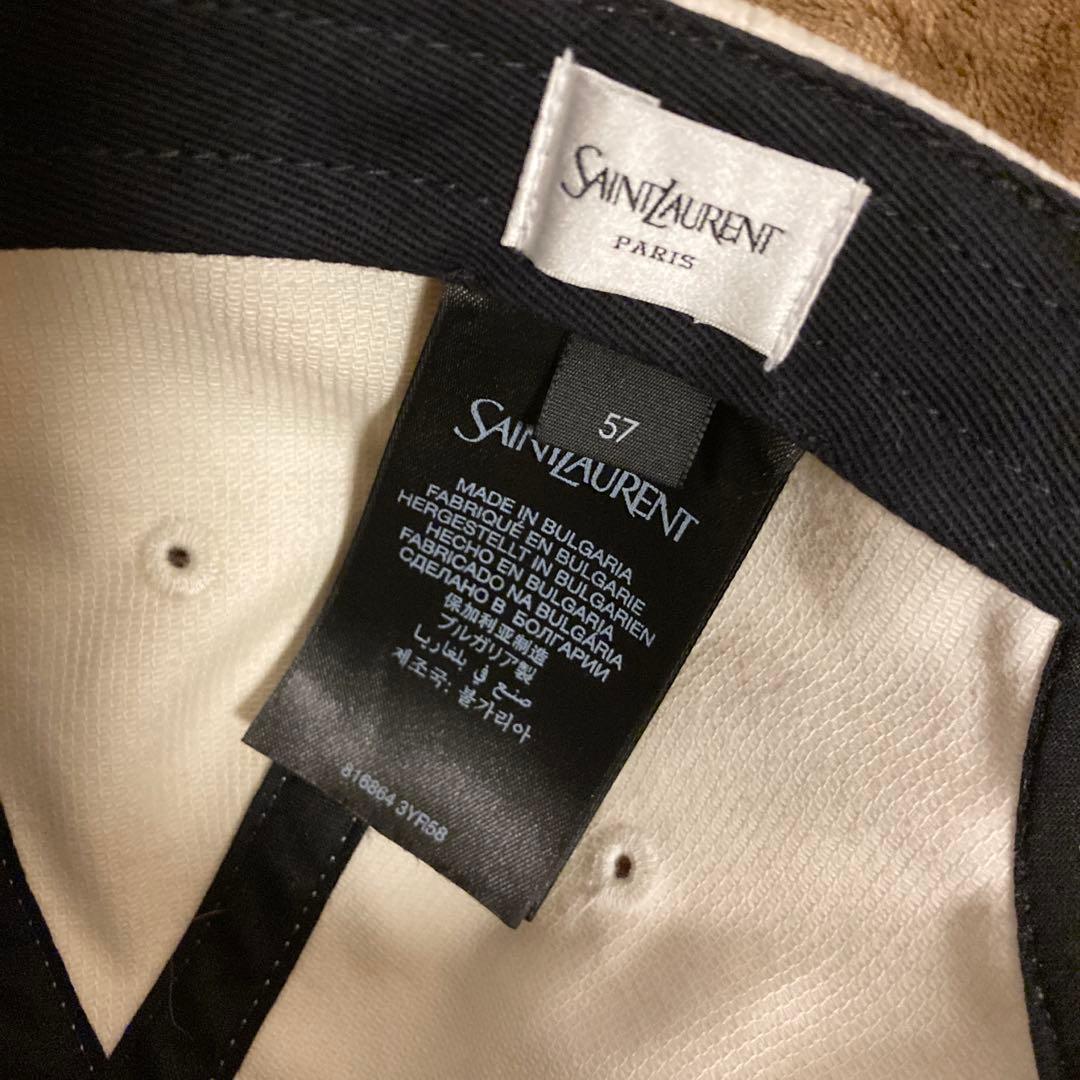 SAINT LAURENT
PARIS
57
SAINT LAURENT
MADE IN BULGARIA
FABRIQUÉ EN BULGARIE
HERGESTELLT IN BULGARIEN
HECHO EN BULGARIA
FABRICADO NA BULGÁRIA
СДЕЛАНО В БОЛГАРИИ
保加利亚制造
ブルガリア製
صنع في بلغاريا
제조국: 불가리아
816864 3YR58